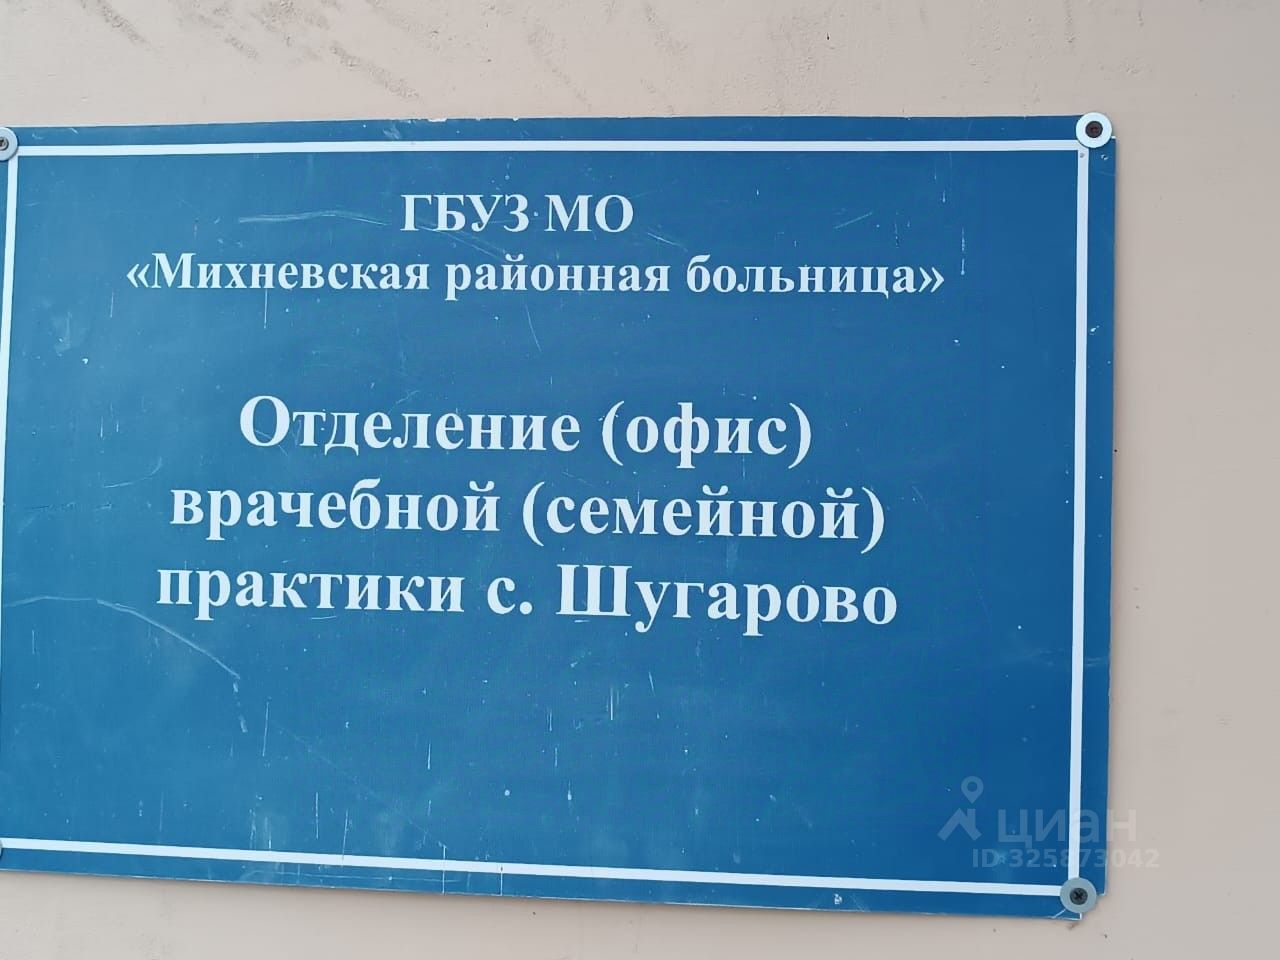 ГБУЗ МО
«Михневская районная больница»
Отделение (офис)
врачебной (семейной)
практики с. Шугарово
циан
ID 325873042